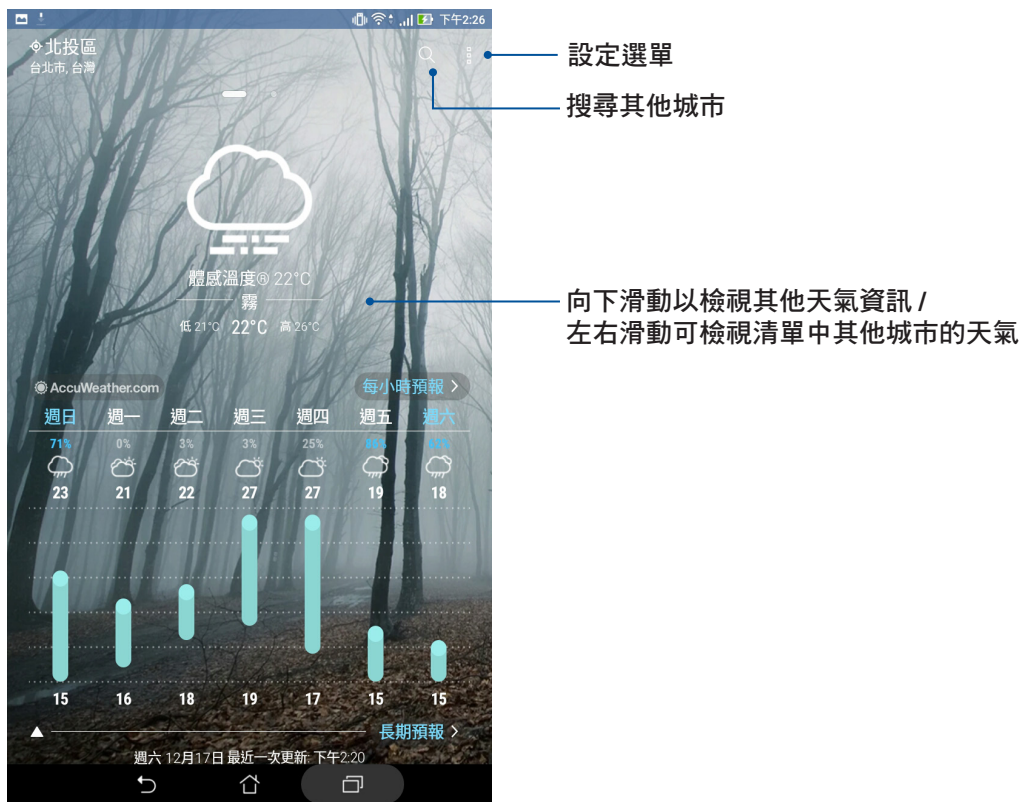 下午2:26
北投區
台北市, 台灣
設定選單
搜尋其他城市
體感溫度® 22°C
霧
低 21°C 22°C 高 26°C
向下滑動以檢視其他天氣資訊 /
左右滑動可檢視清單中其他城市的天氣
AccuWeather.com
每小時預報
週日 週一 週二 週三 週四 週五 週六
71% 0% 3% 3% 25%
23 21 22 27 27 19 18
15 16 18 19 17 15 15
長期預報
週六 12月17日 最近一次更新: 下午2:20